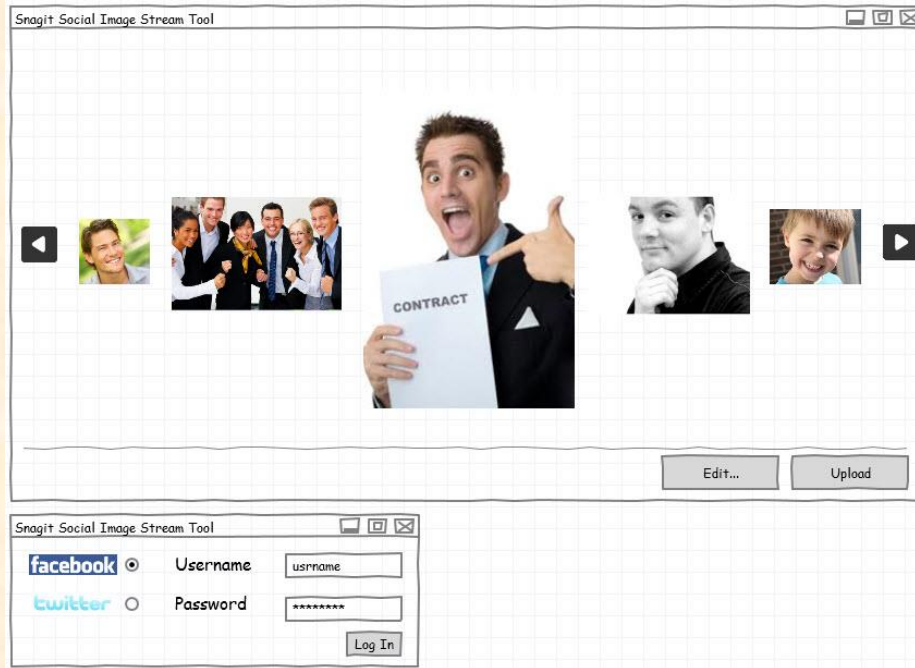 Snagit Social Image Stream Tool
CONTRACT
Edit...
Upload
Snagit Social Image Stream Tool
facebook
Username
usrname
twitter
Password
********
Log In